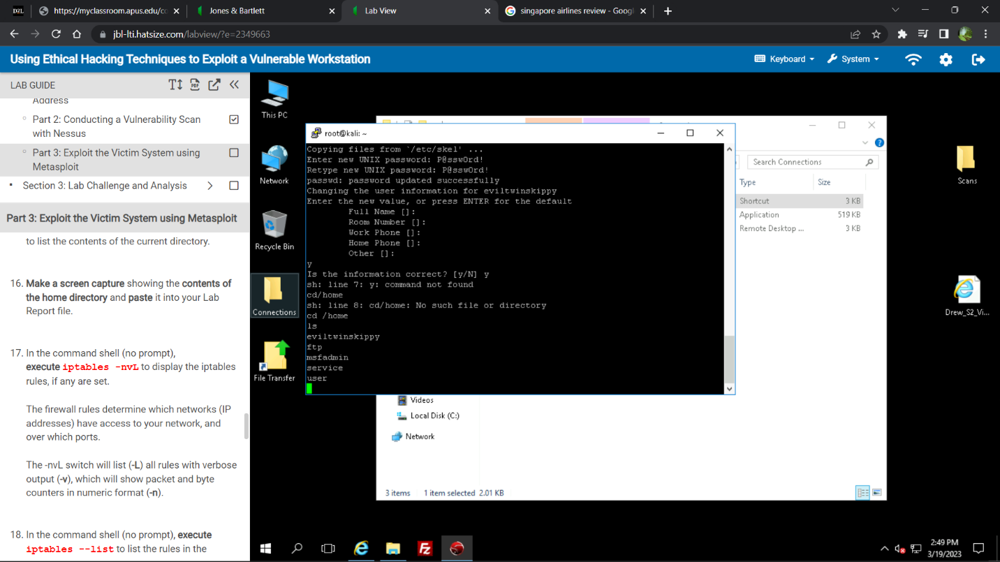 D2L
https://myclassroom.apus.edu/co
Jones & Bartlett
Lab View
singapore airlines review - Googl
jbl-lti.hatsize.com/labview/?e=2349663
Using Ethical Hacking Techniques to Exploit a Vulnerable Workstation
Keyboard
System
LAB GUIDE
PDF
Address
Part 2: Conducting a Vulnerability Scan
with Nessus
Part 3: Exploit the Victim System using
Metasploit
Section 3: Lab Challenge and Analysis
Part 3: Exploit the Victim System using Metasploit
to list the contents of the current directory.
16. Make a screen capture showing the contents of
the home directory and paste it into your Lab
Report file.
17. In the command shell (no prompt),
execute iptables -nvL to display the iptables
rules, if any are set.
The firewall rules determine which networks (IP
addresses) have access to your network, and
over which ports.
The -nvL switch will list (-L) all rules with verbose
output (-v), which will show packet and byte
counters in numeric format (-n).
18. In the command shell (no prompt), execute
iptables --list to list the rules in the
This PC
Network
Recycle Bin
Connections
File Transfer
root@kali: ~
Copying files from `/etc/skel' ...
Enter new UNIX password: P@ssw0rd!
Retype new UNIX password: P@ssw0rd!
passwd: password updated successfully
Changing the user information for eviltwinskippy
Enter the new value, or press ENTER for the default
Full Name []:
Room Number []:
Work Phone []:
Home Phone []:
Other []:
y
Is the information correct? [y/N] y
sh: line 7: y: command not found
cd/home
sh: line 8: cd/home: No such file or directory
cd /home
ls
eviltwinskippy
ftp
msfadmin
service
user
Search Connections
Type Size
Shortcut 3 KB
Application 519 KB
Remote Desktop ... 3 KB
Videos
Local Disk (C:)
Network
3 items 1 item selected 2.01 KB
Scans
Drew_S2_Vi...
2:49 PM
3/19/2023